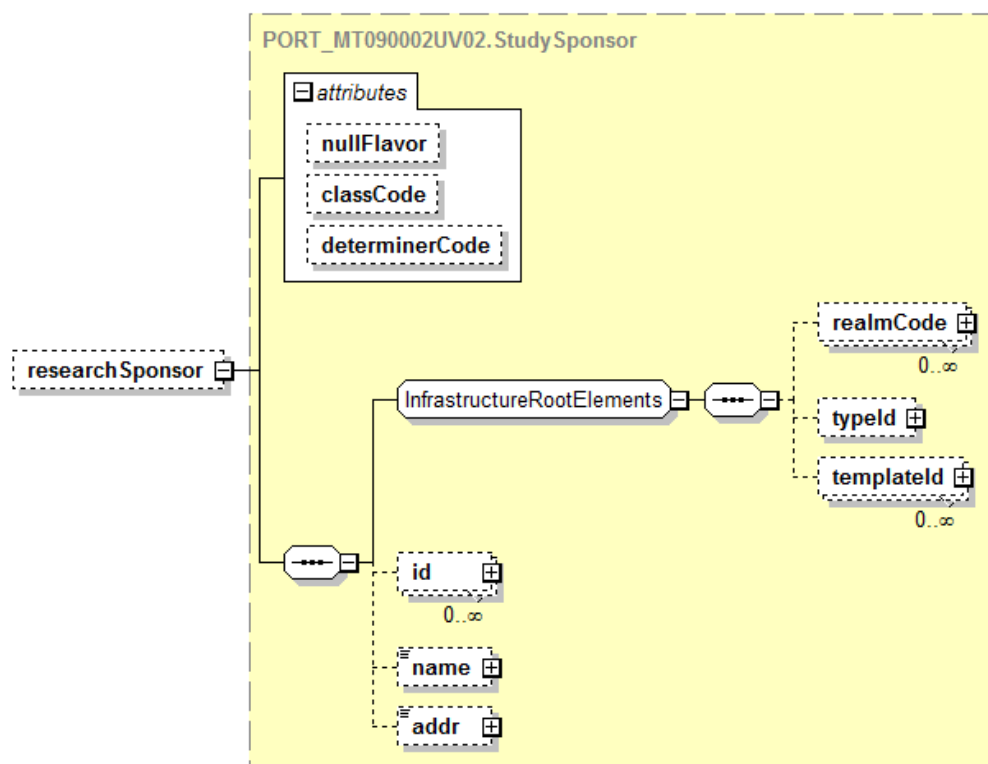 PORT_MT090002UV02.StudySponsor
attributes
nullFlavor
classCode
determinerCode
researchSponsor
InfrastructureRootElements
realmCode
0..∞
typeId
templateId
0..∞
id
0..∞
name
addr